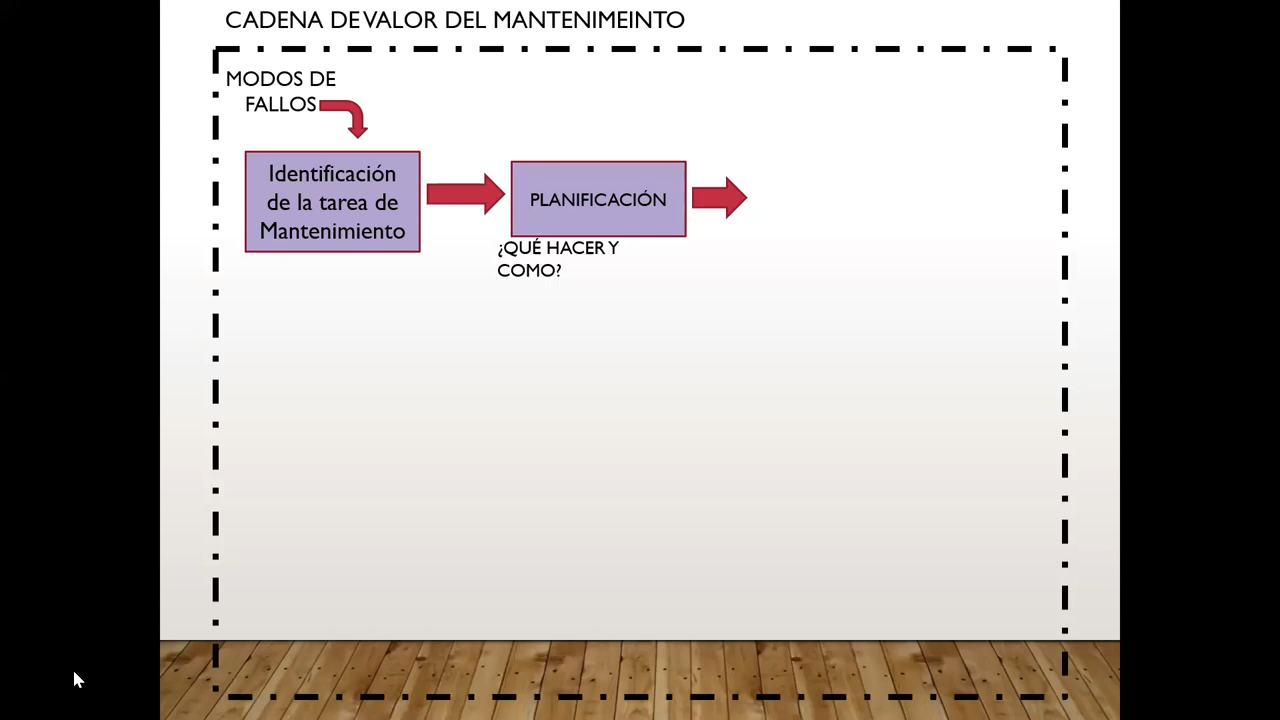 CADENA DE VALOR DEL MANTENIMEINTO
MODOS DE
FALLOS
Identificación
de la tarea de
Mantenimiento
PLANIFICACIÓN
¿QUÉ HACER Y
COMO?